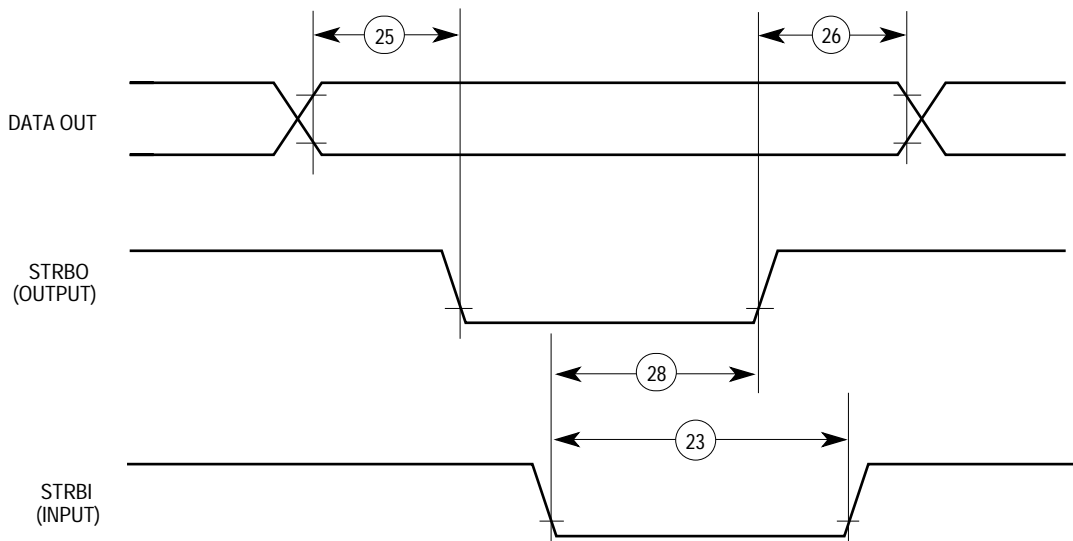 25
26
DATA OUT
STRBO
(OUTPUT)
28
23
STRBI
(INPUT)